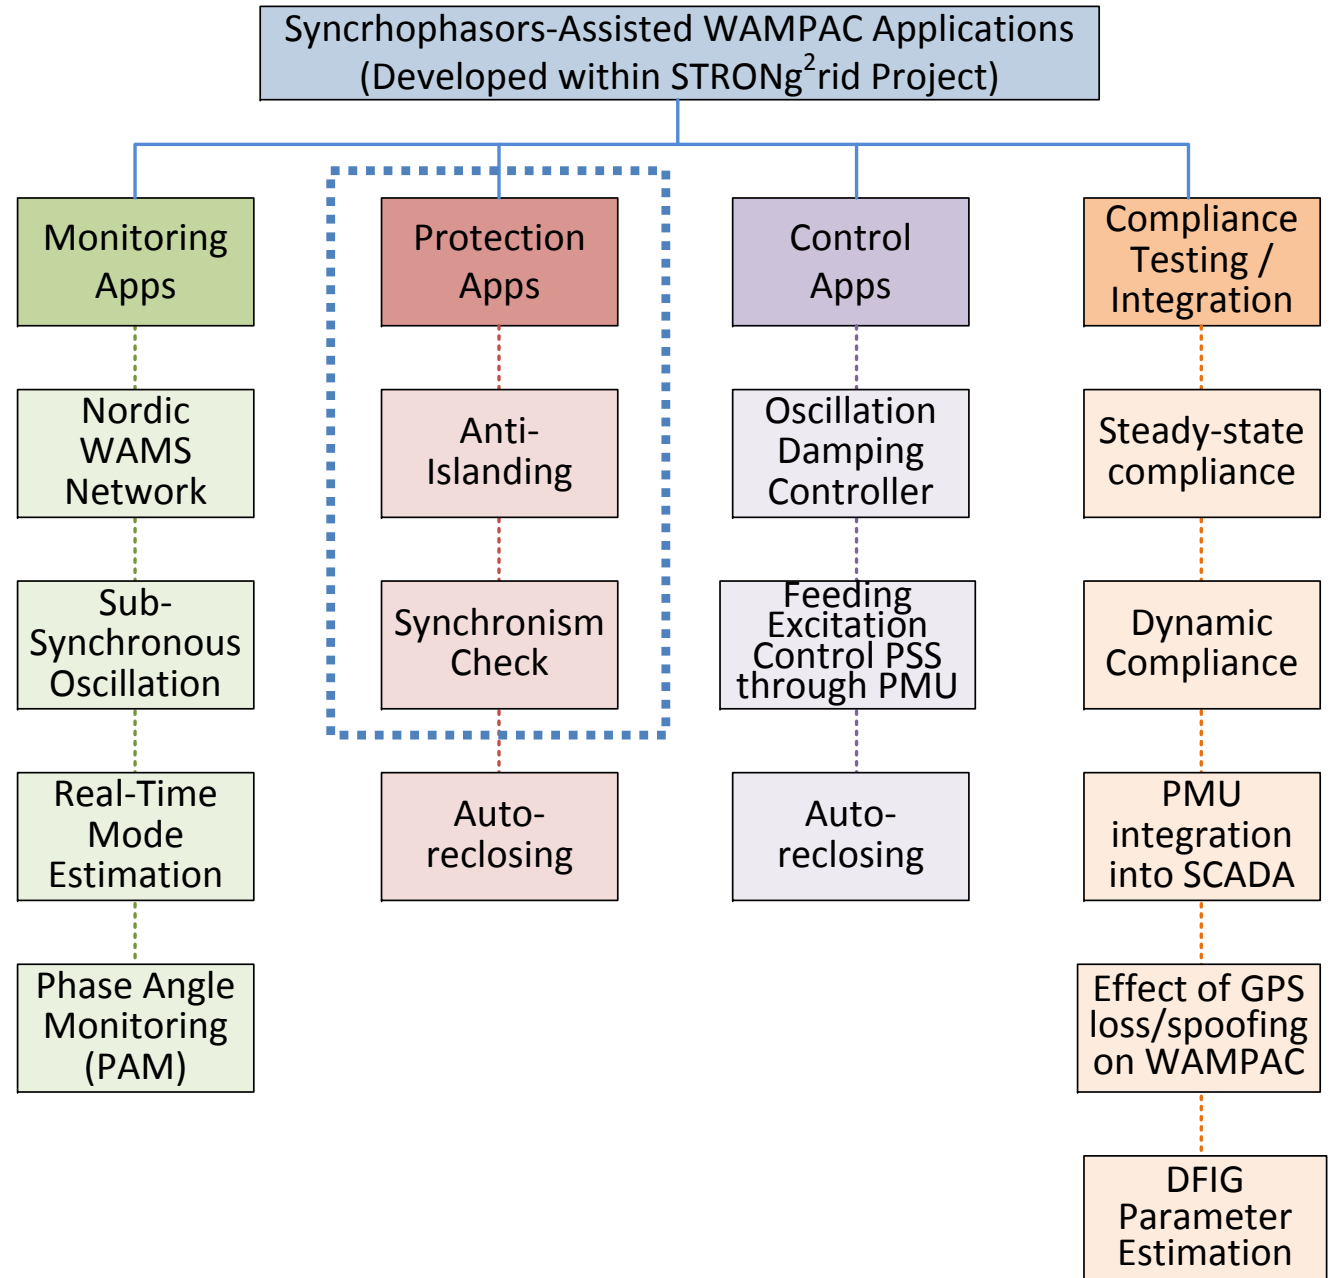 Syncrhophasors-Assisted WAMPAC Applications
(Developed within STRONg²rid Project)
Monitoring
Apps
Nordic
WAMS
Network
Sub-
Synchronous
Oscillation
Real-Time
Mode
Estimation
Phase Angle
Monitoring
(PAM)
Protection
Apps
Anti-
Islanding
Synchronism
Check
Auto-
reclosing
Control
Apps
Oscillation
Damping
Controller
Feeding
Excitation
Control PSS
through PMU
Auto-
reclosing
Compliance
Testing /
Integration
Steady-state
compliance
Dynamic
Compliance
PMU
integration
into SCADA
Effect of GPS
loss/spoofing
on WAMPAC
DFIG
Parameter
Estimation